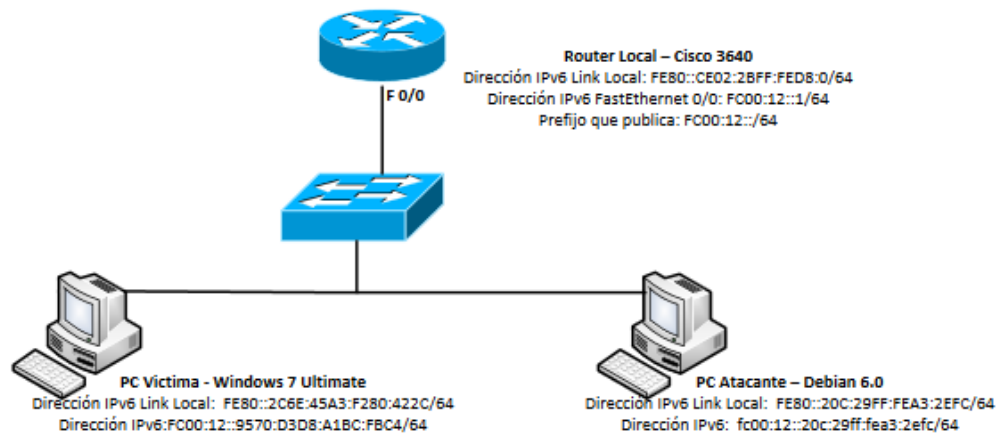 Router Local – Cisco 3640
Dirección IPv6 Link Local: FE80::CE02:2BFF:FED8:0/64
F 0/0
Dirección IPv6 FastEthernet 0/0: FC00:12::1/64
Prefijo que publica: FC00:12::/64
PC Victima - Windows 7 Ultimate
Dirección IPv6 Link Local: FE80::2C6E:45A3:F280:422C/64
Dirección IPv6:FC00:12::9570:D3D8:A1BC:FBC4/64
PC Atacante – Debian 6.0
Dirección IPv6 Link Local: FE80::20C:29FF:FEA3:2EFC/64
Dirección IPv6: fc00:12::20c:29ff:fea3:2efc/64